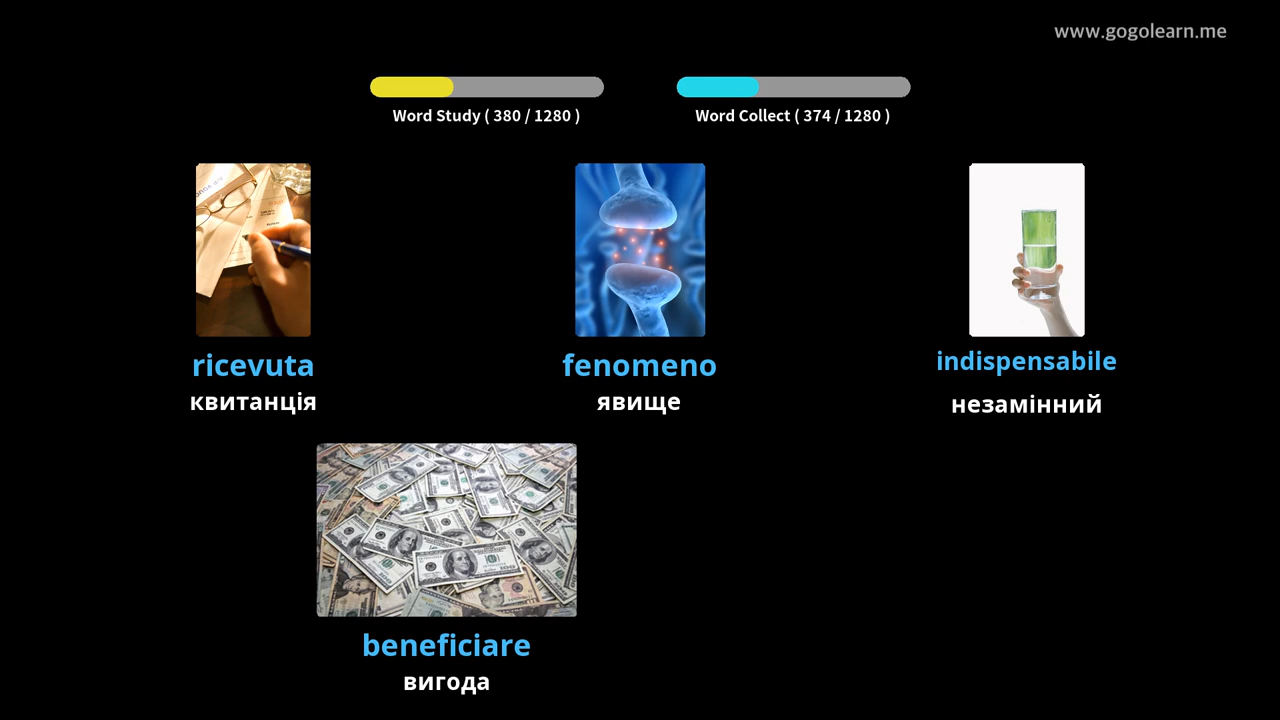 www.gogolearn.me
Word Study ( 380 / 1280 )
Word Collect ( 374 / 1280 )
ricevuta
квитанція
fenomeno
явище
indispensabile
незамінний
beneficiare
вигода